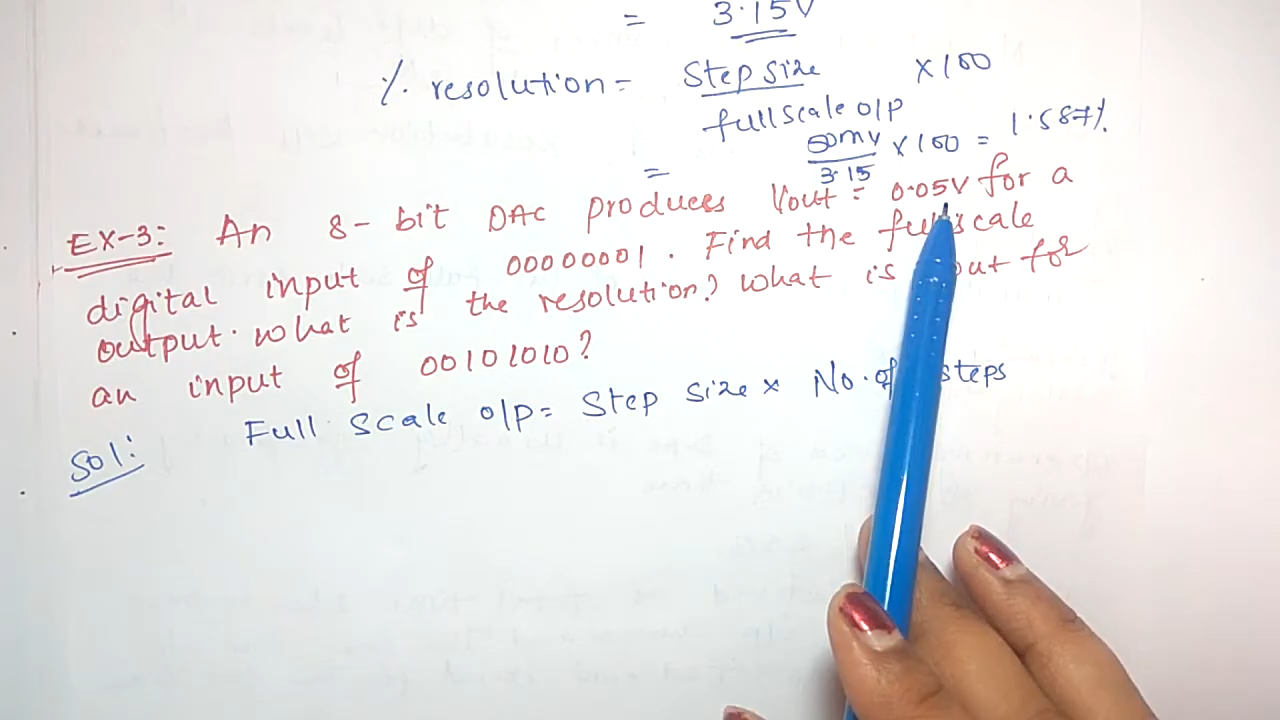 = 3.15V
% resolution = Step size / full scale o/p × 100
= 50mV / 3.15 × 100 = 1.587%
EX-3: An 8-bit DAC produces Vout = 0.05V for a
digital input of 00000001. Find the full scale
output. what is the resolution? what is out for
an input of 00101010?
Sol: Full Scale o/p = Step size × No. of steps